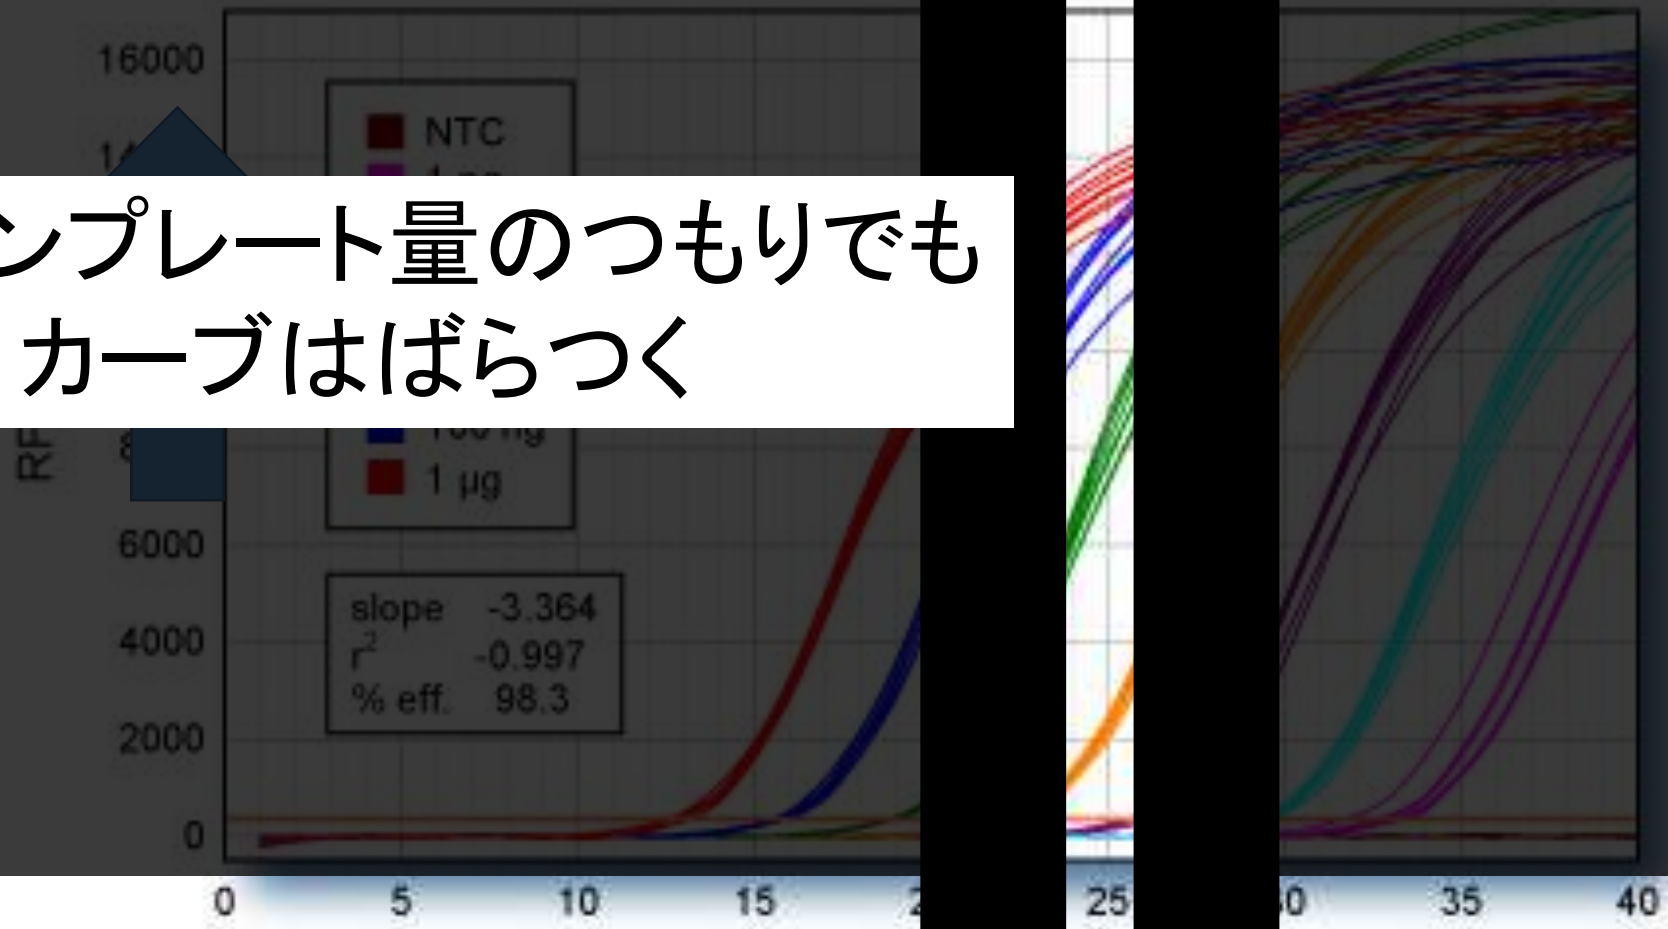 16000
NTC
ンプレート量のつもりでも
カーブはばらつく
1 µg
6000
slope -3.364
4000
r² -0.997
% eff. 98.3
2000
0
0 5 10 15 25 35 40